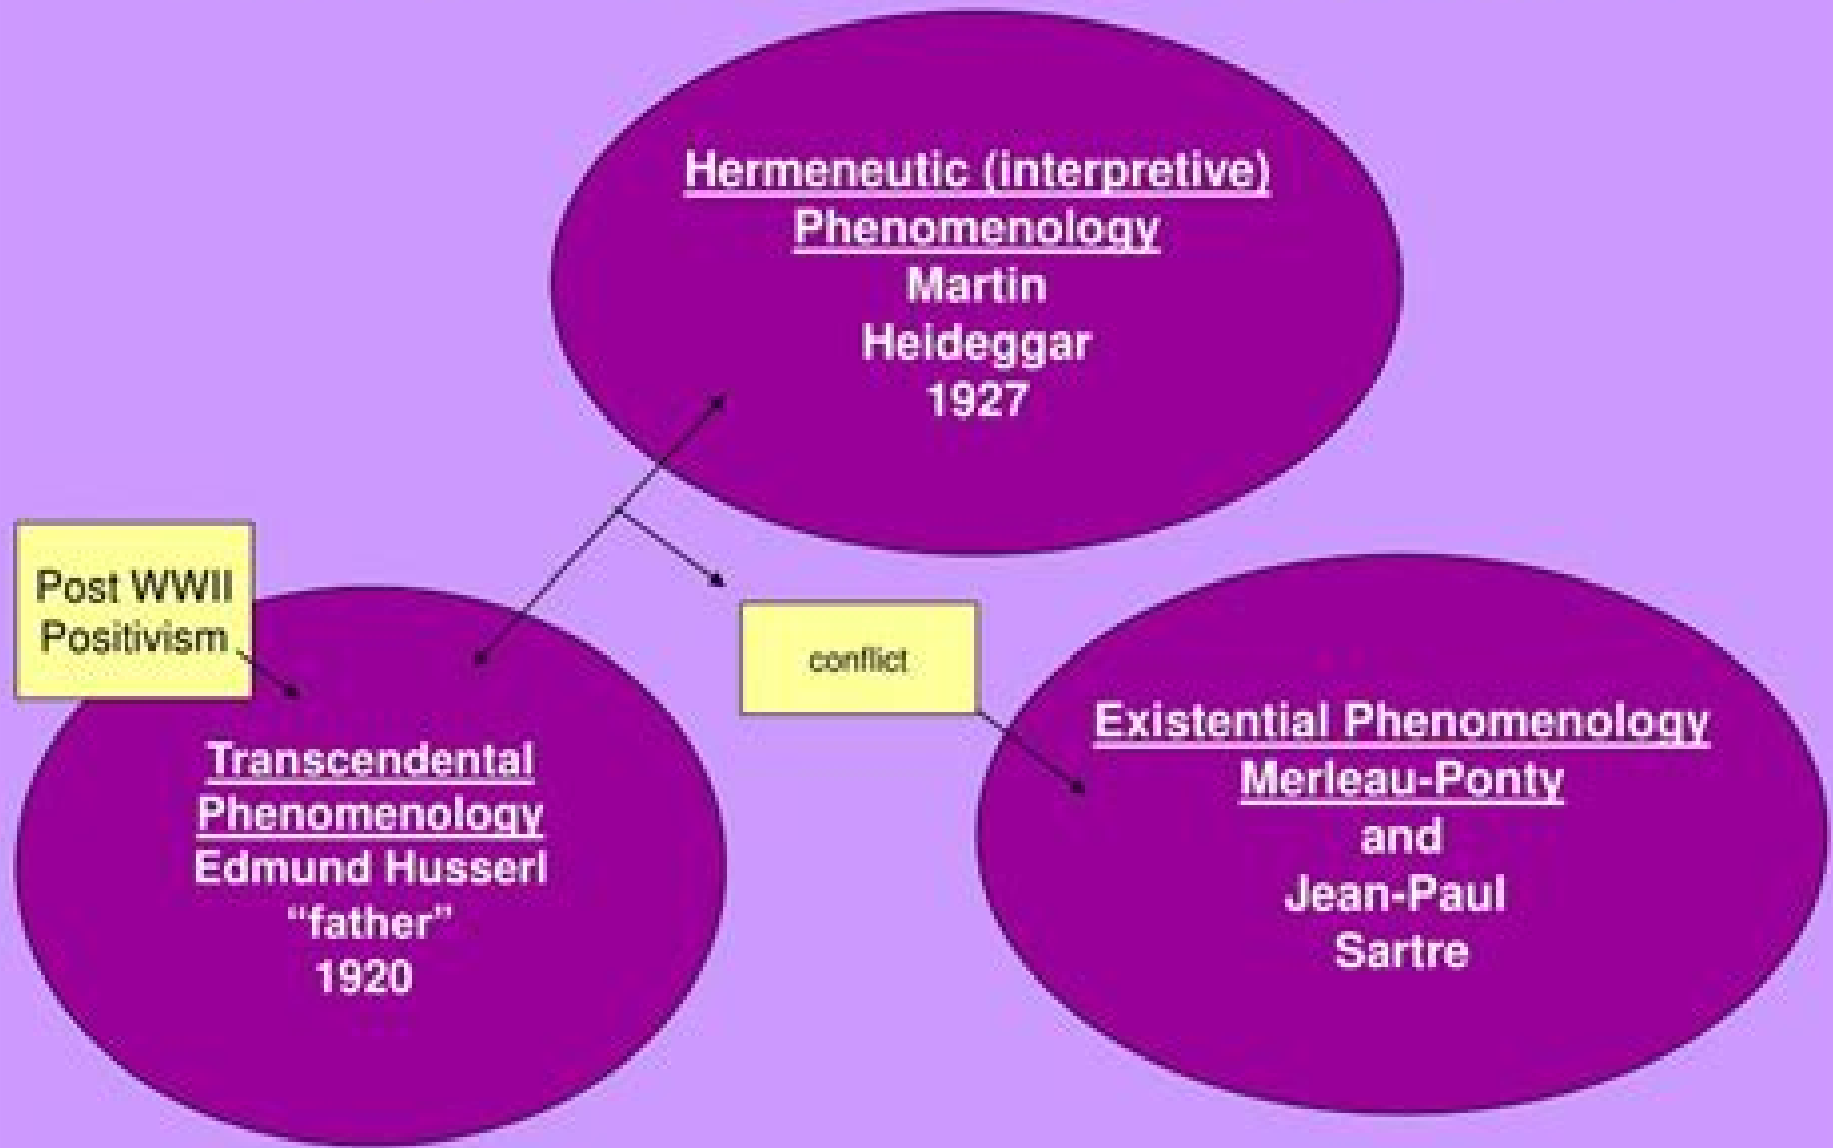 Hermeneutic (interpretive)
Phenomenology
Martin
Heideggar
1927
Post WWII
Positivism
conflict
Transcendental
Phenomenology
Edmund Husserl
“father”
1920
Existential Phenomenology
Merleau-Ponty
and
Jean-Paul
Sartre